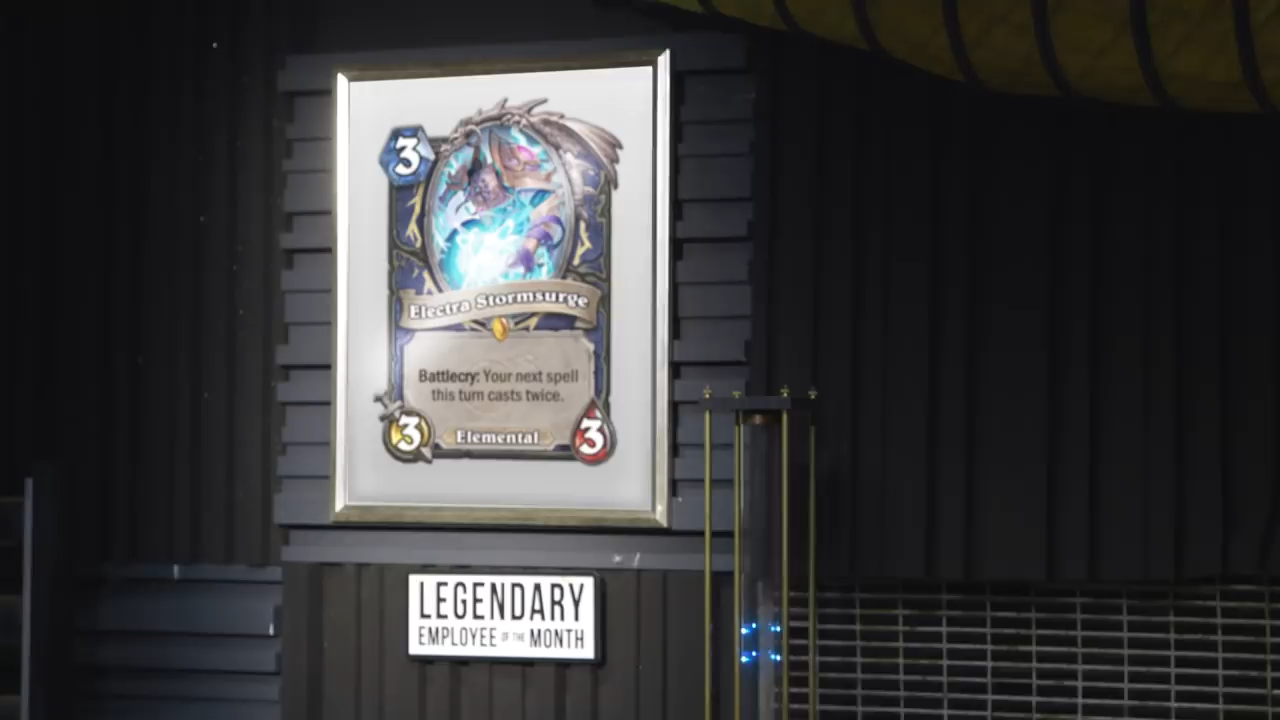 3
Electra Stormsurge
Battlecry: Your next spell
this turn casts twice.
3
Elemental
3
LEGENDARY
EMPLOYEE OF THE MONTH